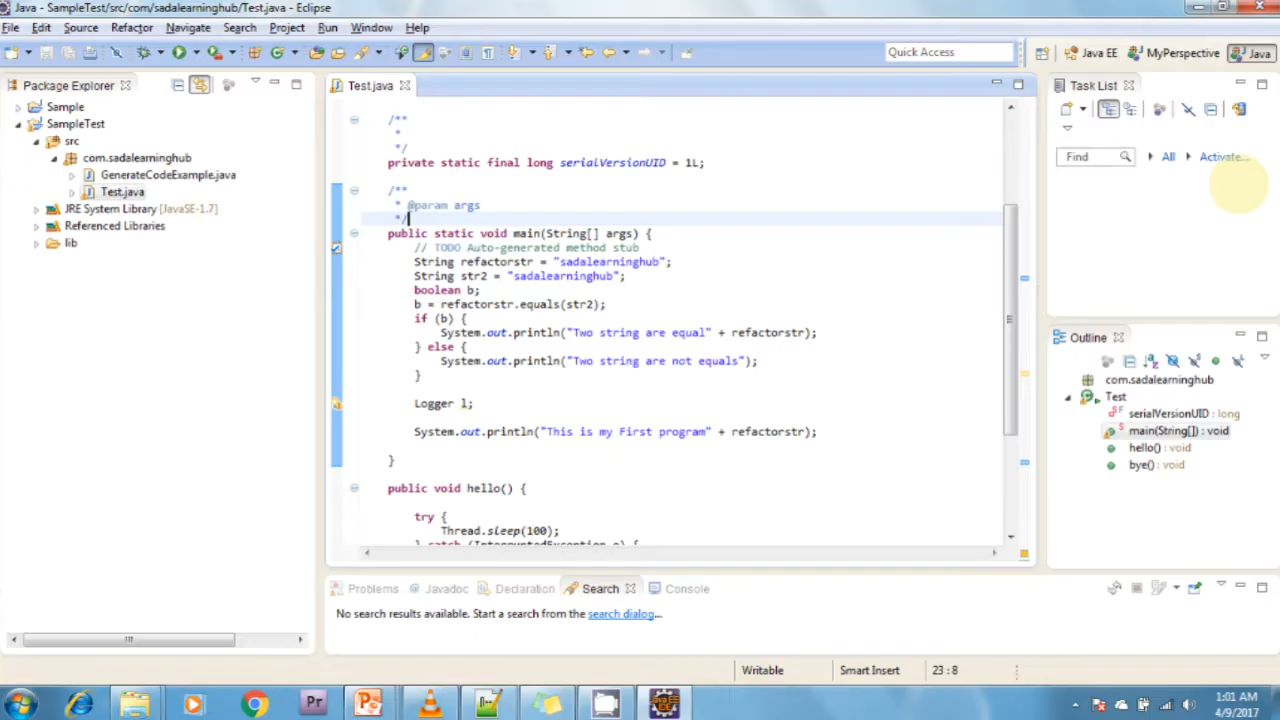 Java - SampleTest/src/com/sadalearninghub/Test.java - Eclipse
File Edit Source Refactor Navigate Search Project Run Window Help
Quick Access
Java EE
MyPerspective
Java
Package Explorer
Sample
SampleTest
src
com.sadalearninghub
GenerateCodeExample.java
Test.java
JRE System Library [JavaSE-1.7]
Referenced Libraries
lib
Test.java
/**
*
*/
private static final long serialVersionUID = 1L;
/**
* @param args
*/
public static void main(String[] args) {
// TODO Auto-generated method stub
String refactorstr = "sadalearninghub";
String str2 = "sadalearninghub";
boolean b;
b = refactorstr.equals(str2);
if (b) {
System.out.println("Two string are equal" + refactorstr);
} else {
System.out.println("Two string are not equals");
}
Logger l;
System.out.println("This is my First program" + refactorstr);
}
public void hello() {
try {
Thread.sleep(100);
} catch (InterruptedException e) {
Task List
Find
All
Activate...
Outline
com.sadalearninghub
Test
serialVersionUID : long
main(String[]) : void
hello() : void
bye() : void
Problems
Javadoc
Declaration
Search
Console
No search results available. Start a search from the search dialog...
Writable
Smart Insert
23 : 8
Pr
1:01 AM
4/9/2017